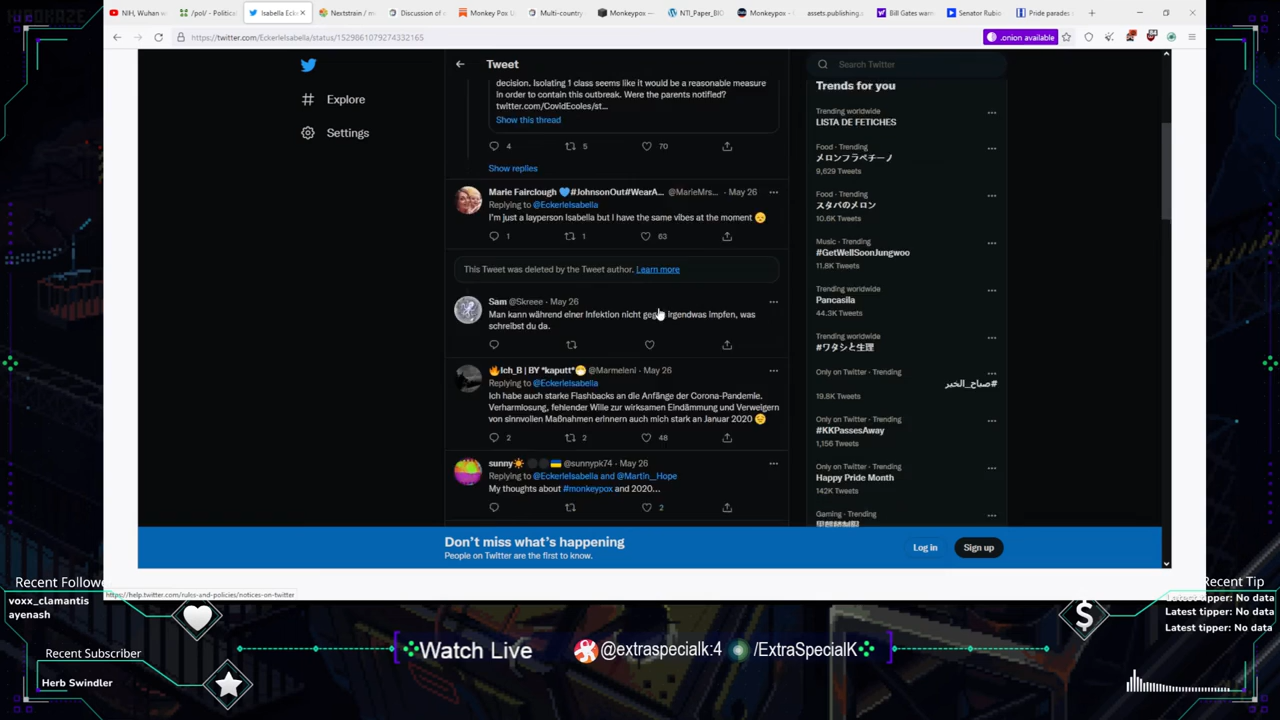 NIH, Wuhan w
/pol/ - Political
Isabella Ecke
Nextstrain / m
Discussion of m
Monkey Pox
Multi-country
Monkeypox -
NTI_Paper_BIO
Monkeypox -
assets.publishing.
Bill Gates warn
Senator Rubio
Pride parades a
https://twitter.com/EckerleIsabella/status/1529861079274332165
.onion available
Explore
Settings
Tweet
decision. Isolating 1 class seems like it would be a reasonable measure
in order to contain this outbreak. Were the parents notified?
twitter.com/CovidEcoles/st...
Show this thread
4 5 70
Show replies
Marie Fairclough 💙#JohnsonOut#WearA... @MarieMrs... · May 26
Replying to @EckerleIsabella
I'm just a layperson Isabella but I have the same vibes at the moment 😞
1 1 63
This Tweet was deleted by the Tweet author. Learn more
Sam @Skreee · May 26
Man kann während einer Infektion nicht gegen irgendwas impfen, was
schreibst du da.
🔥Ich_B | BY *kaputt*😷 @Marmeleni · May 26
Replying to @EckerleIsabella
Ich habe auch starke Flashbacks an die Anfänge der Corona-Pandemie.
Verharmlosung, fehlender Wille zur wirksamen Eindämmung und Verweigern
von sinnvollen Maßnahmen erinnern auch mich stark an Januar 2020 😢
2 2 48
sunny☀️⚫⚫🇺🇦 @sunnypk74 · May 26
Replying to @EckerleIsabella and @Martin__Hope
My thoughts about #monkeypox and 2020...
2
Search Twitter
Trends for you
Trending worldwide
LISTA DE FETICHES
Food · Trending
メロンフラペチーノ
9,629 Tweets
Food · Trending
スタバのメロン
10.6K Tweets
Music · Trending
#GetWellSoonJungwoo
11.8K Tweets
Trending worldwide
Pancasila
44.3K Tweets
Trending worldwide
#ワタシと生理
Only on Twitter · Trending
#صباح_الخير
19.8K Tweets
Only on Twitter · Trending
#KKPassesAway
1,156 Tweets
Only on Twitter · Trending
Happy Pride Month
142K Tweets
Gaming · Trending
Don't miss what's happening
People on Twitter are the first to know.
Log in
Sign up
https://help.twitter.com/rules-and-policies/notices-on-twitter
Recent Followe
voxx_clamantis
ayenash
Recent Subscriber
Herb Swindler
Watch Live
@extraspecialk:4
/ExtraSpecialK
Recent Tip
Latest tipper: No data
Latest tipper: No data
Latest tipper: No data